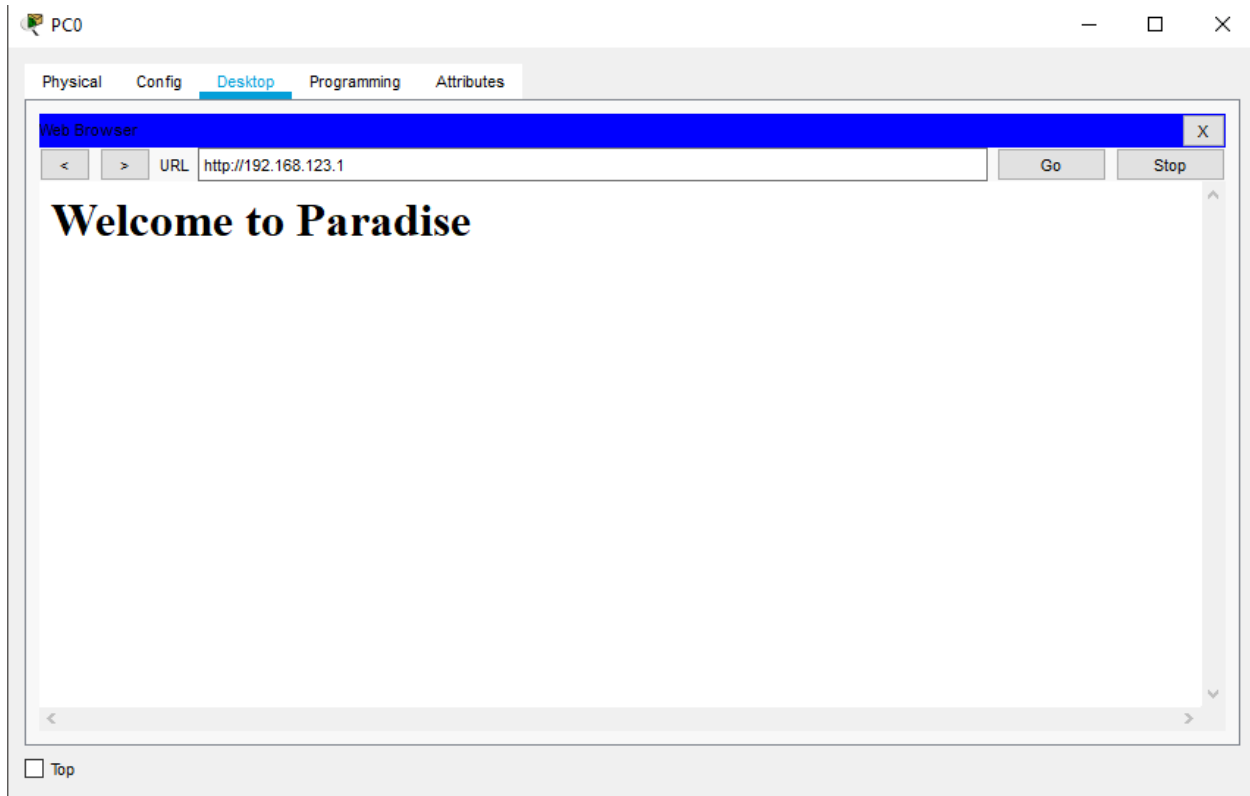 PC0
Physical Config Desktop Programming Attributes
Web Browser
X
< > URL http://192.168.123.1 Go Stop
Welcome to Paradise
Top